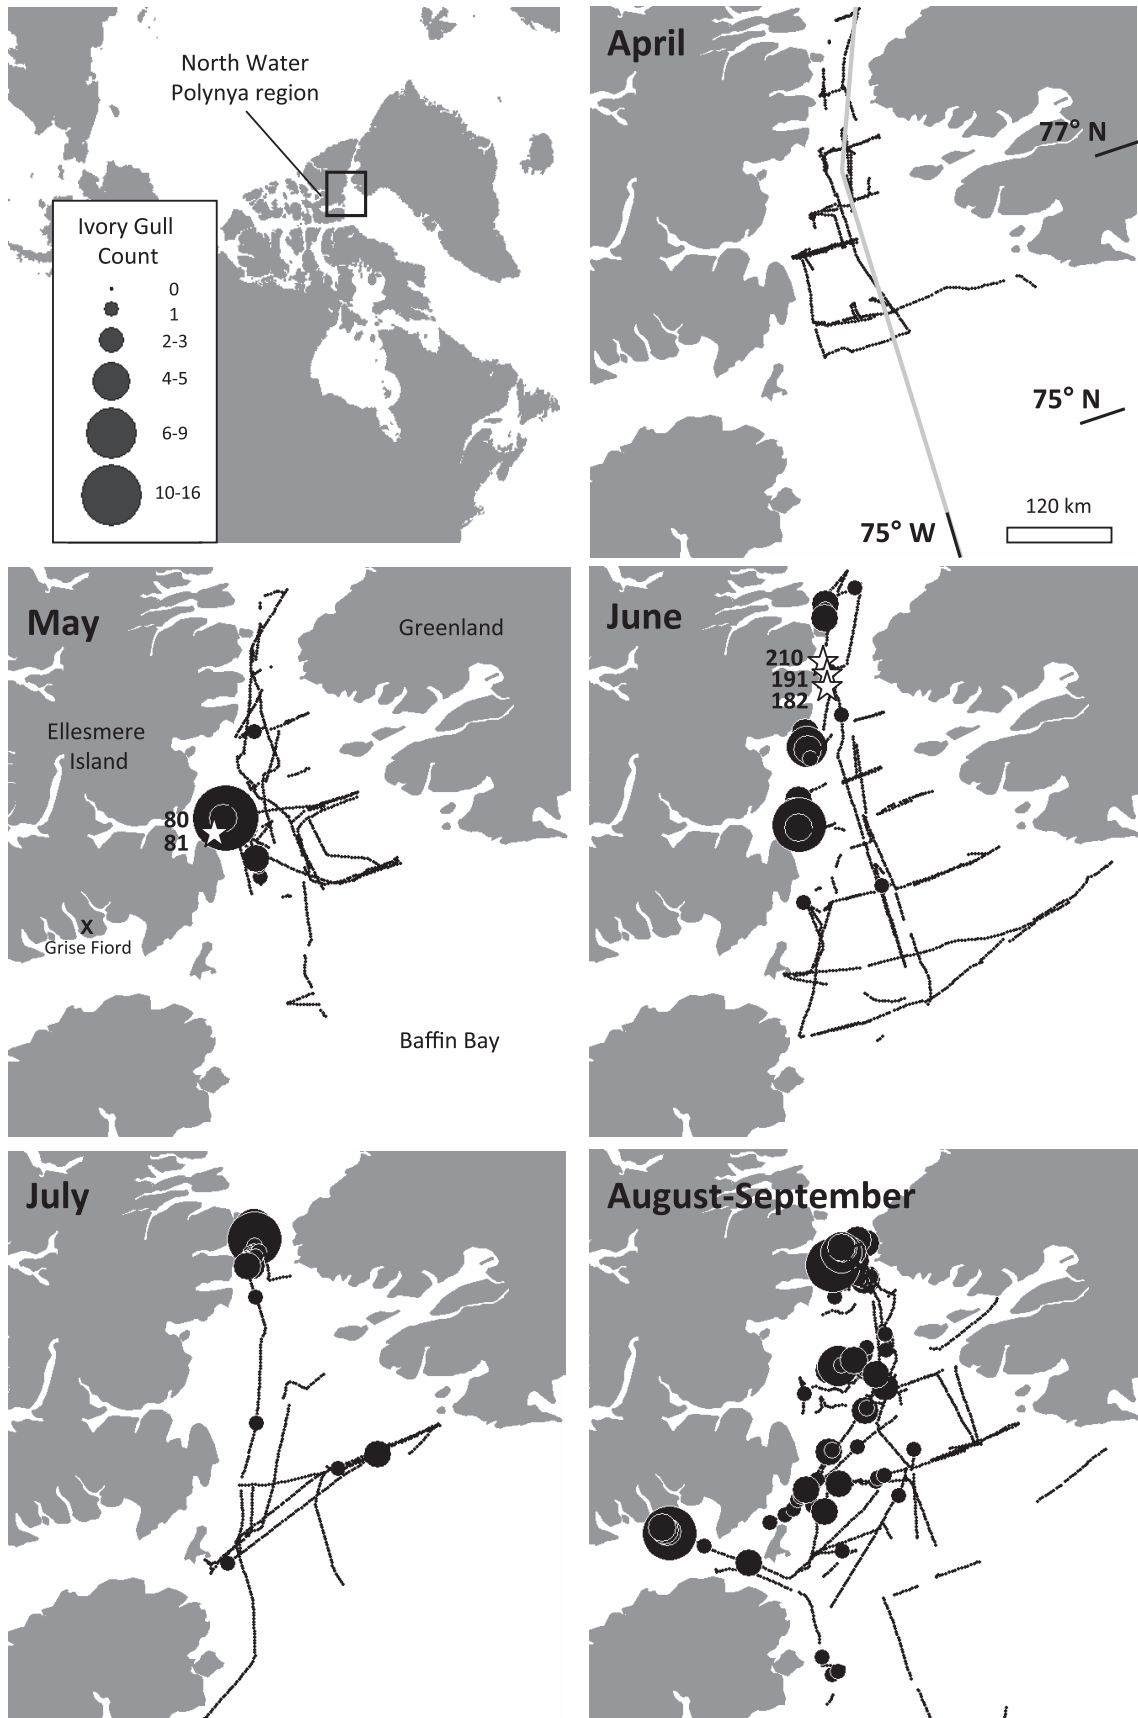 North Water
Polynya region
Ivory Gull
Count
0
1
2-3
4-5
6-9
10-16
April
77° N
75° N
120 km
75° W
May
Greenland
Ellesmere
Island
80
81
X
Grise Fiord
Baffin Bay
June
210
191
182
July
August-September